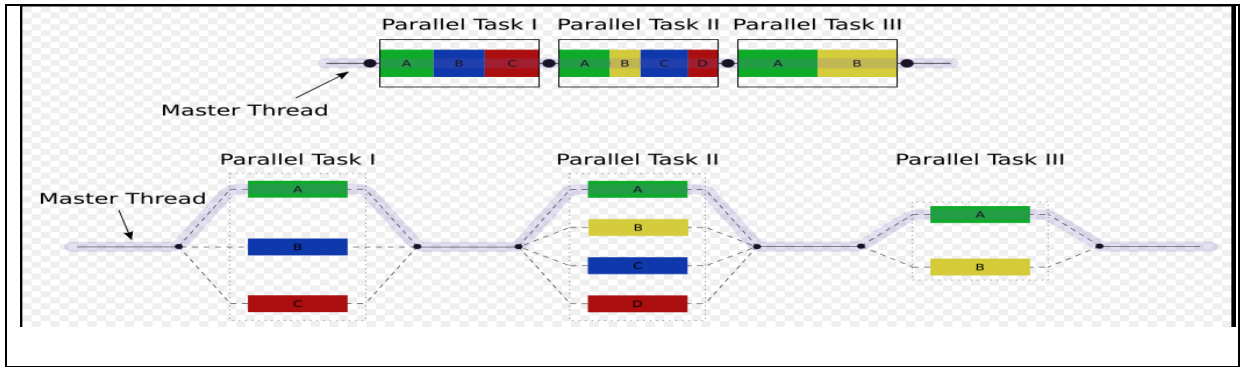 Parallel Task I Parallel Task II Parallel Task III
A B C A B C D A B
Master Thread
Parallel Task I Parallel Task II Parallel Task III
A A
Master Thread
A
B
B C B
C D